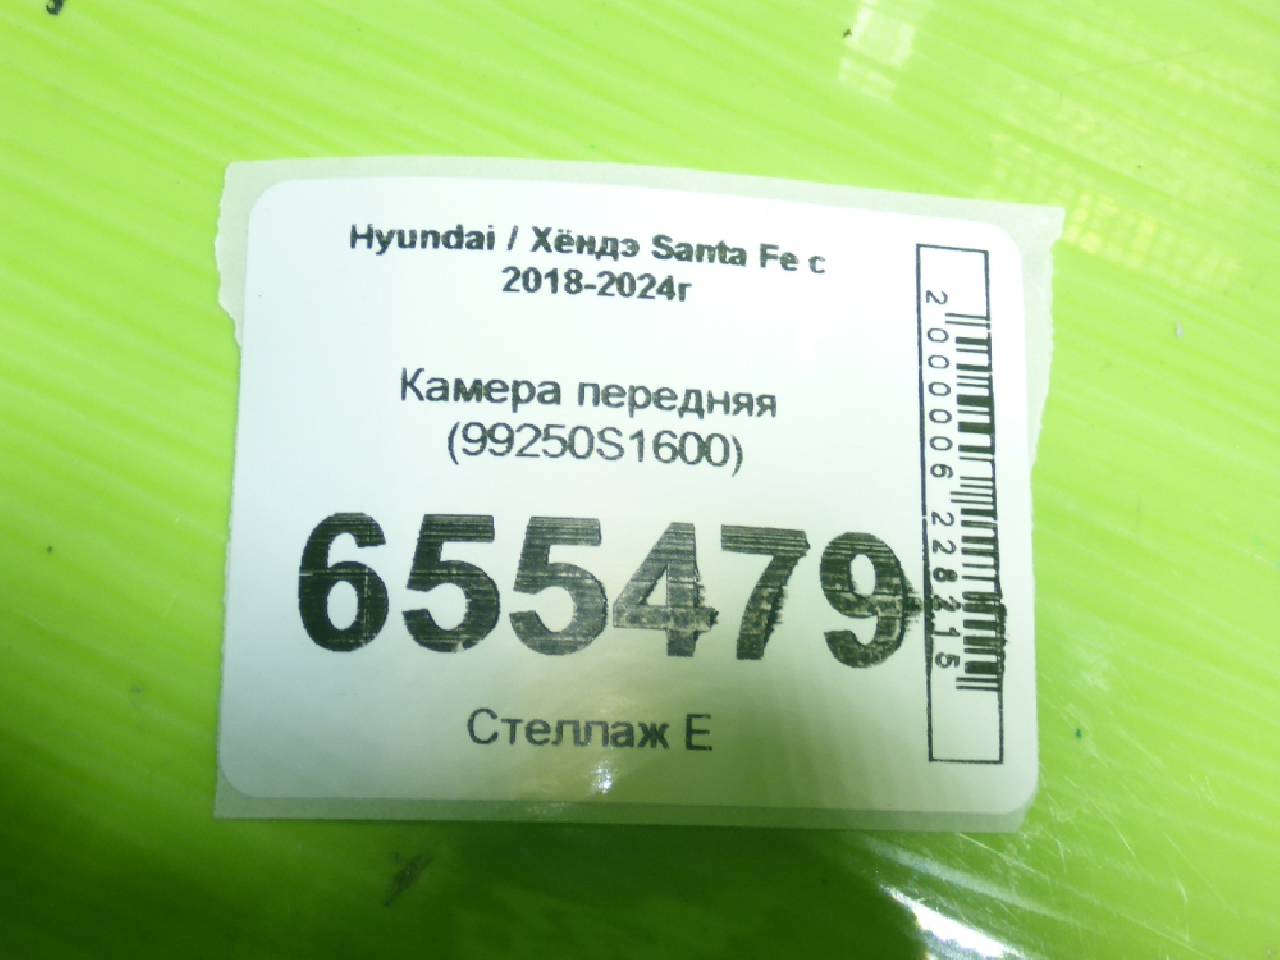 Hyundai / Хёндэ Santa Fe с
2018-2024г
Камера передняя
(99250S1600)
655479
Стеллаж Е
2000006228215